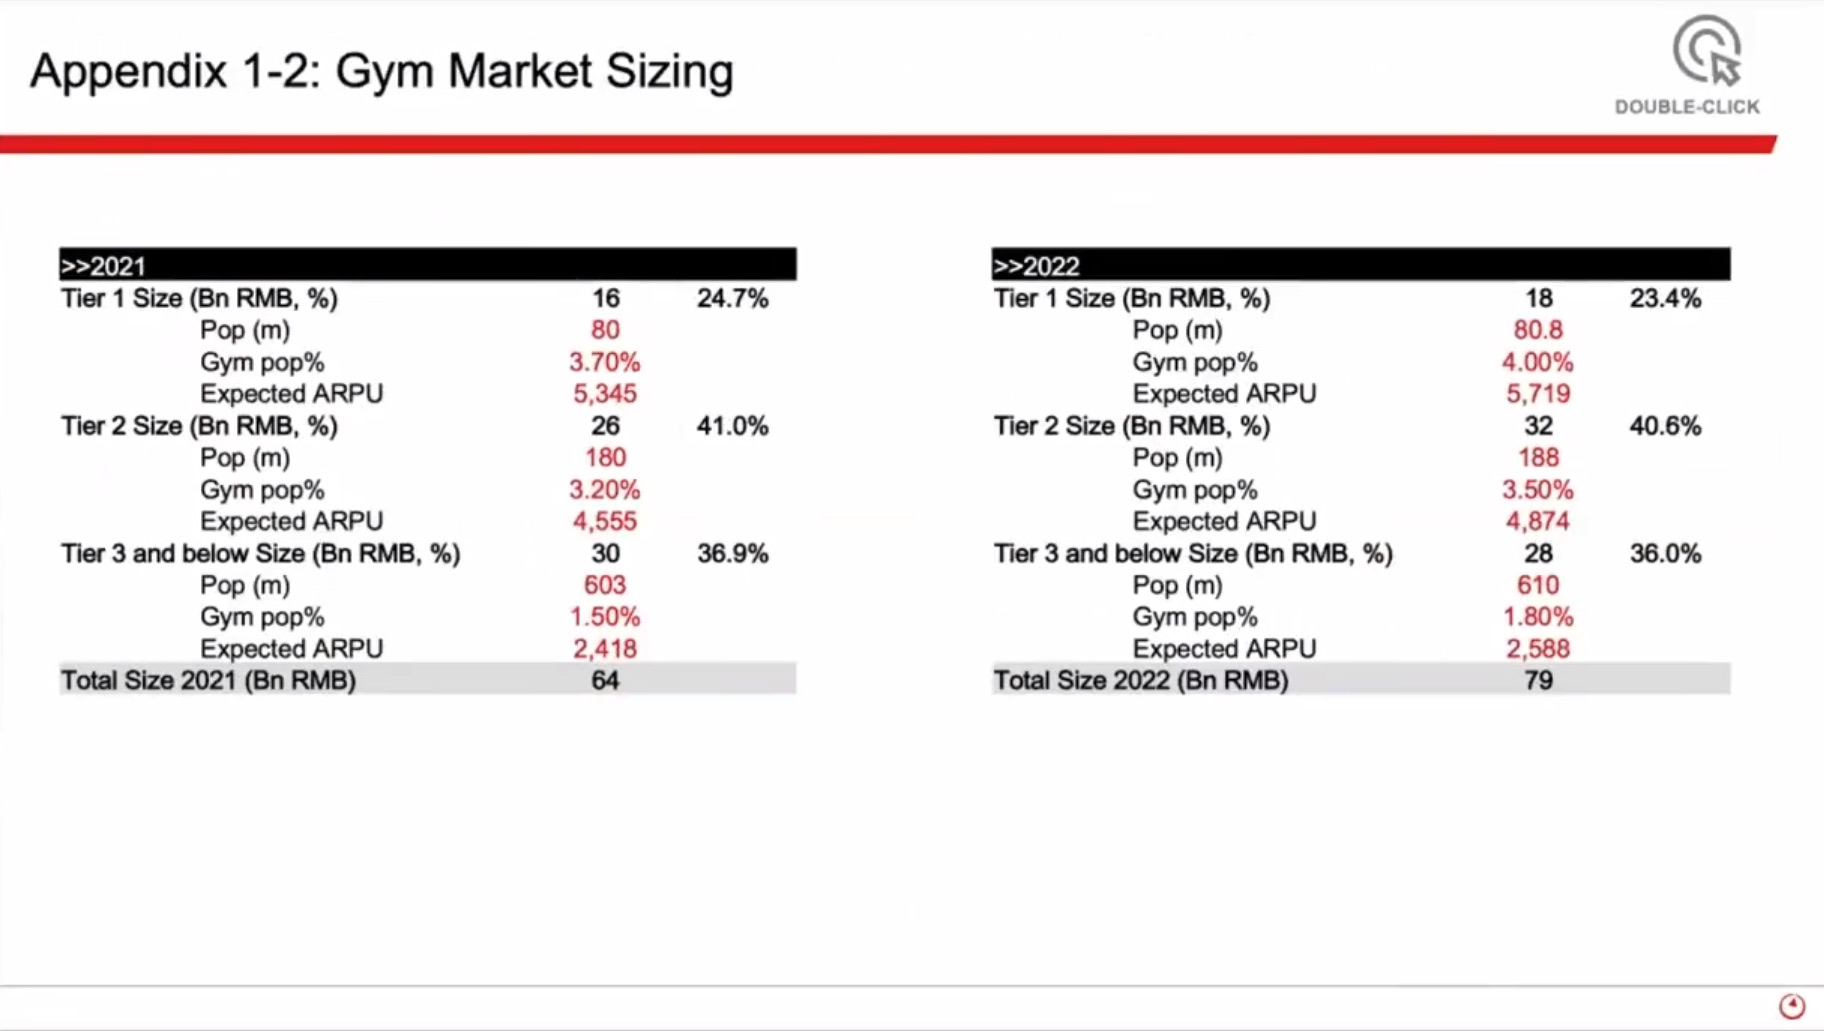 Appendix 1-2: Gym Market Sizing
DOUBLE-CLICK
>>2021
Tier 1 Size (Bn RMB, %) 16 24.7%
Pop (m) 80
Gym pop% 3.70%
Expected ARPU 5,345
Tier 2 Size (Bn RMB, %) 26 41.0%
Pop (m) 180
Gym pop% 3.20%
Expected ARPU 4,555
Tier 3 and below Size (Bn RMB, %) 30 36.9%
Pop (m) 603
Gym pop% 1.50%
Expected ARPU 2,418
Total Size 2021 (Bn RMB) 64
>>2022
Tier 1 Size (Bn RMB, %) 18 23.4%
Pop (m) 80.8
Gym pop% 4.00%
Expected ARPU 5,719
Tier 2 Size (Bn RMB, %) 32 40.6%
Pop (m) 188
Gym pop% 3.50%
Expected ARPU 4,874
Tier 3 and below Size (Bn RMB, %) 28 36.0%
Pop (m) 610
Gym pop% 1.80%
Expected ARPU 2,588
Total Size 2022 (Bn RMB) 79